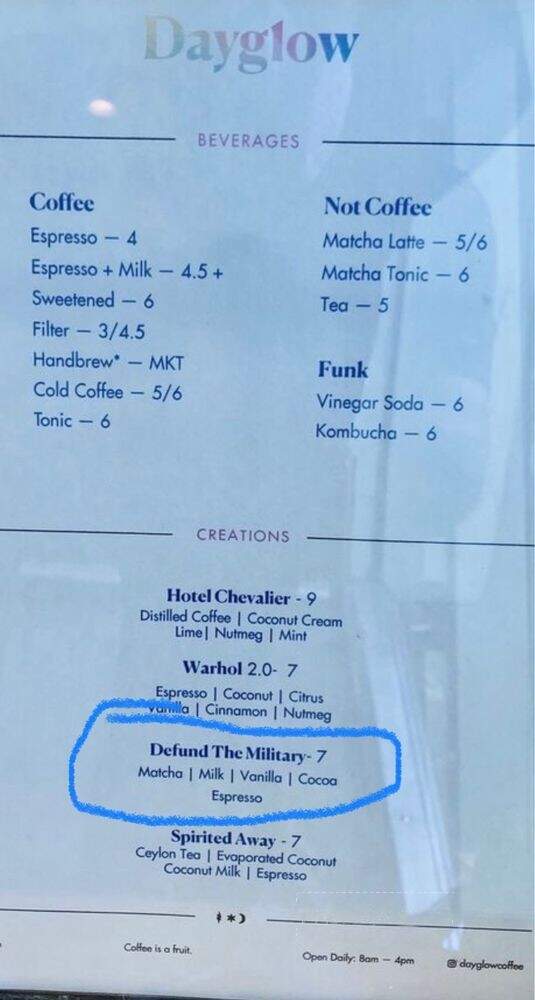 Dayglow
BEVERAGES
Coffee
Espresso — 4
Espresso + Milk — 4.5 +
Sweetened — 6
Filter — 3/4.5
Handbrew* — MKT
Cold Coffee — 5/6
Tonic — 6
Not Coffee
Matcha Latte — 5/6
Matcha Tonic — 6
Tea — 5
Funk
Vinegar Soda — 6
Kombucha — 6
CREATIONS
Hotel Chevalier - 9
Distilled Coffee | Coconut Cream
Lime| Nutmeg | Mint
Warhol 2.0- 7
Espresso | Coconut | Citrus
Vanilla | Cinnamon | Nutmeg
Defund The Military- 7
Matcha | Milk | Vanilla | Cocoa
Espresso
Spirited Away - 7
Ceylon Tea | Evaporated Coconut
Coconut Milk | Espresso
Coffee is a fruit.
Open Daily: 8am — 4pm
dayglowcoffee